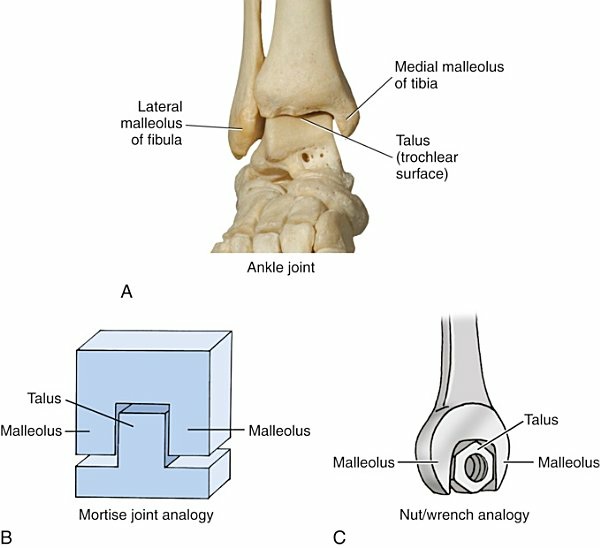 Medial malleolus
of tibia
Lateral
malleolus
of fibula
Talus
(trochlear
surface)
Ankle joint
A
Talus
Malleolus
Malleolus
Mortise joint analogy
B
Talus
Malleolus
Malleolus
Nut/wrench analogy
C